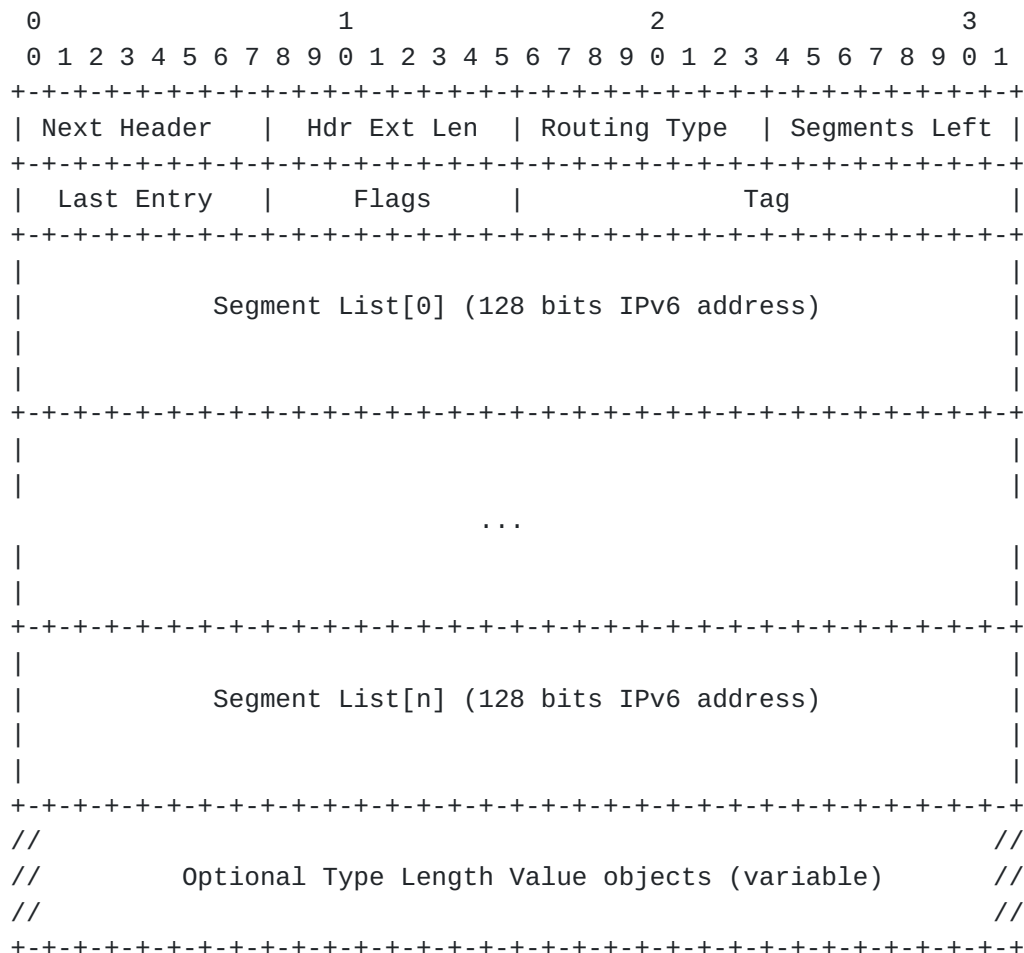 0                   1                   2                   3
 0 1 2 3 4 5 6 7 8 9 0 1 2 3 4 5 6 7 8 9 0 1 2 3 4 5 6 7 8 9 0 1
+-+-+-+-+-+-+-+-+-+-+-+-+-+-+-+-+-+-+-+-+-+-+-+-+-+-+-+-+-+-+-+-+
| Next Header   |  Hdr Ext Len  | Routing Type  | Segments Left |
+-+-+-+-+-+-+-+-+-+-+-+-+-+-+-+-+-+-+-+-+-+-+-+-+-+-+-+-+-+-+-+-+
|  Last Entry   |     Flags     |              Tag              |
+-+-+-+-+-+-+-+-+-+-+-+-+-+-+-+-+-+-+-+-+-+-+-+-+-+-+-+-+-+-+-+-+
|                                                               |
|            Segment List[0] (128 bits IPv6 address)            |
|                                                               |
|                                                               |
+-+-+-+-+-+-+-+-+-+-+-+-+-+-+-+-+-+-+-+-+-+-+-+-+-+-+-+-+-+-+-+-+
|                                                               |
|                                                               |
                              ...
|                                                               |
|                                                               |
+-+-+-+-+-+-+-+-+-+-+-+-+-+-+-+-+-+-+-+-+-+-+-+-+-+-+-+-+-+-+-+-+
|                                                               |
|            Segment List[n] (128 bits IPv6 address)            |
|                                                               |
|                                                               |
+-+-+-+-+-+-+-+-+-+-+-+-+-+-+-+-+-+-+-+-+-+-+-+-+-+-+-+-+-+-+-+-+
//                                                             //
//         Optional Type Length Value objects (variable)       //
//                                                             //
+-+-+-+-+-+-+-+-+-+-+-+-+-+-+-+-+-+-+-+-+-+-+-+-+-+-+-+-+-+-+-+-+